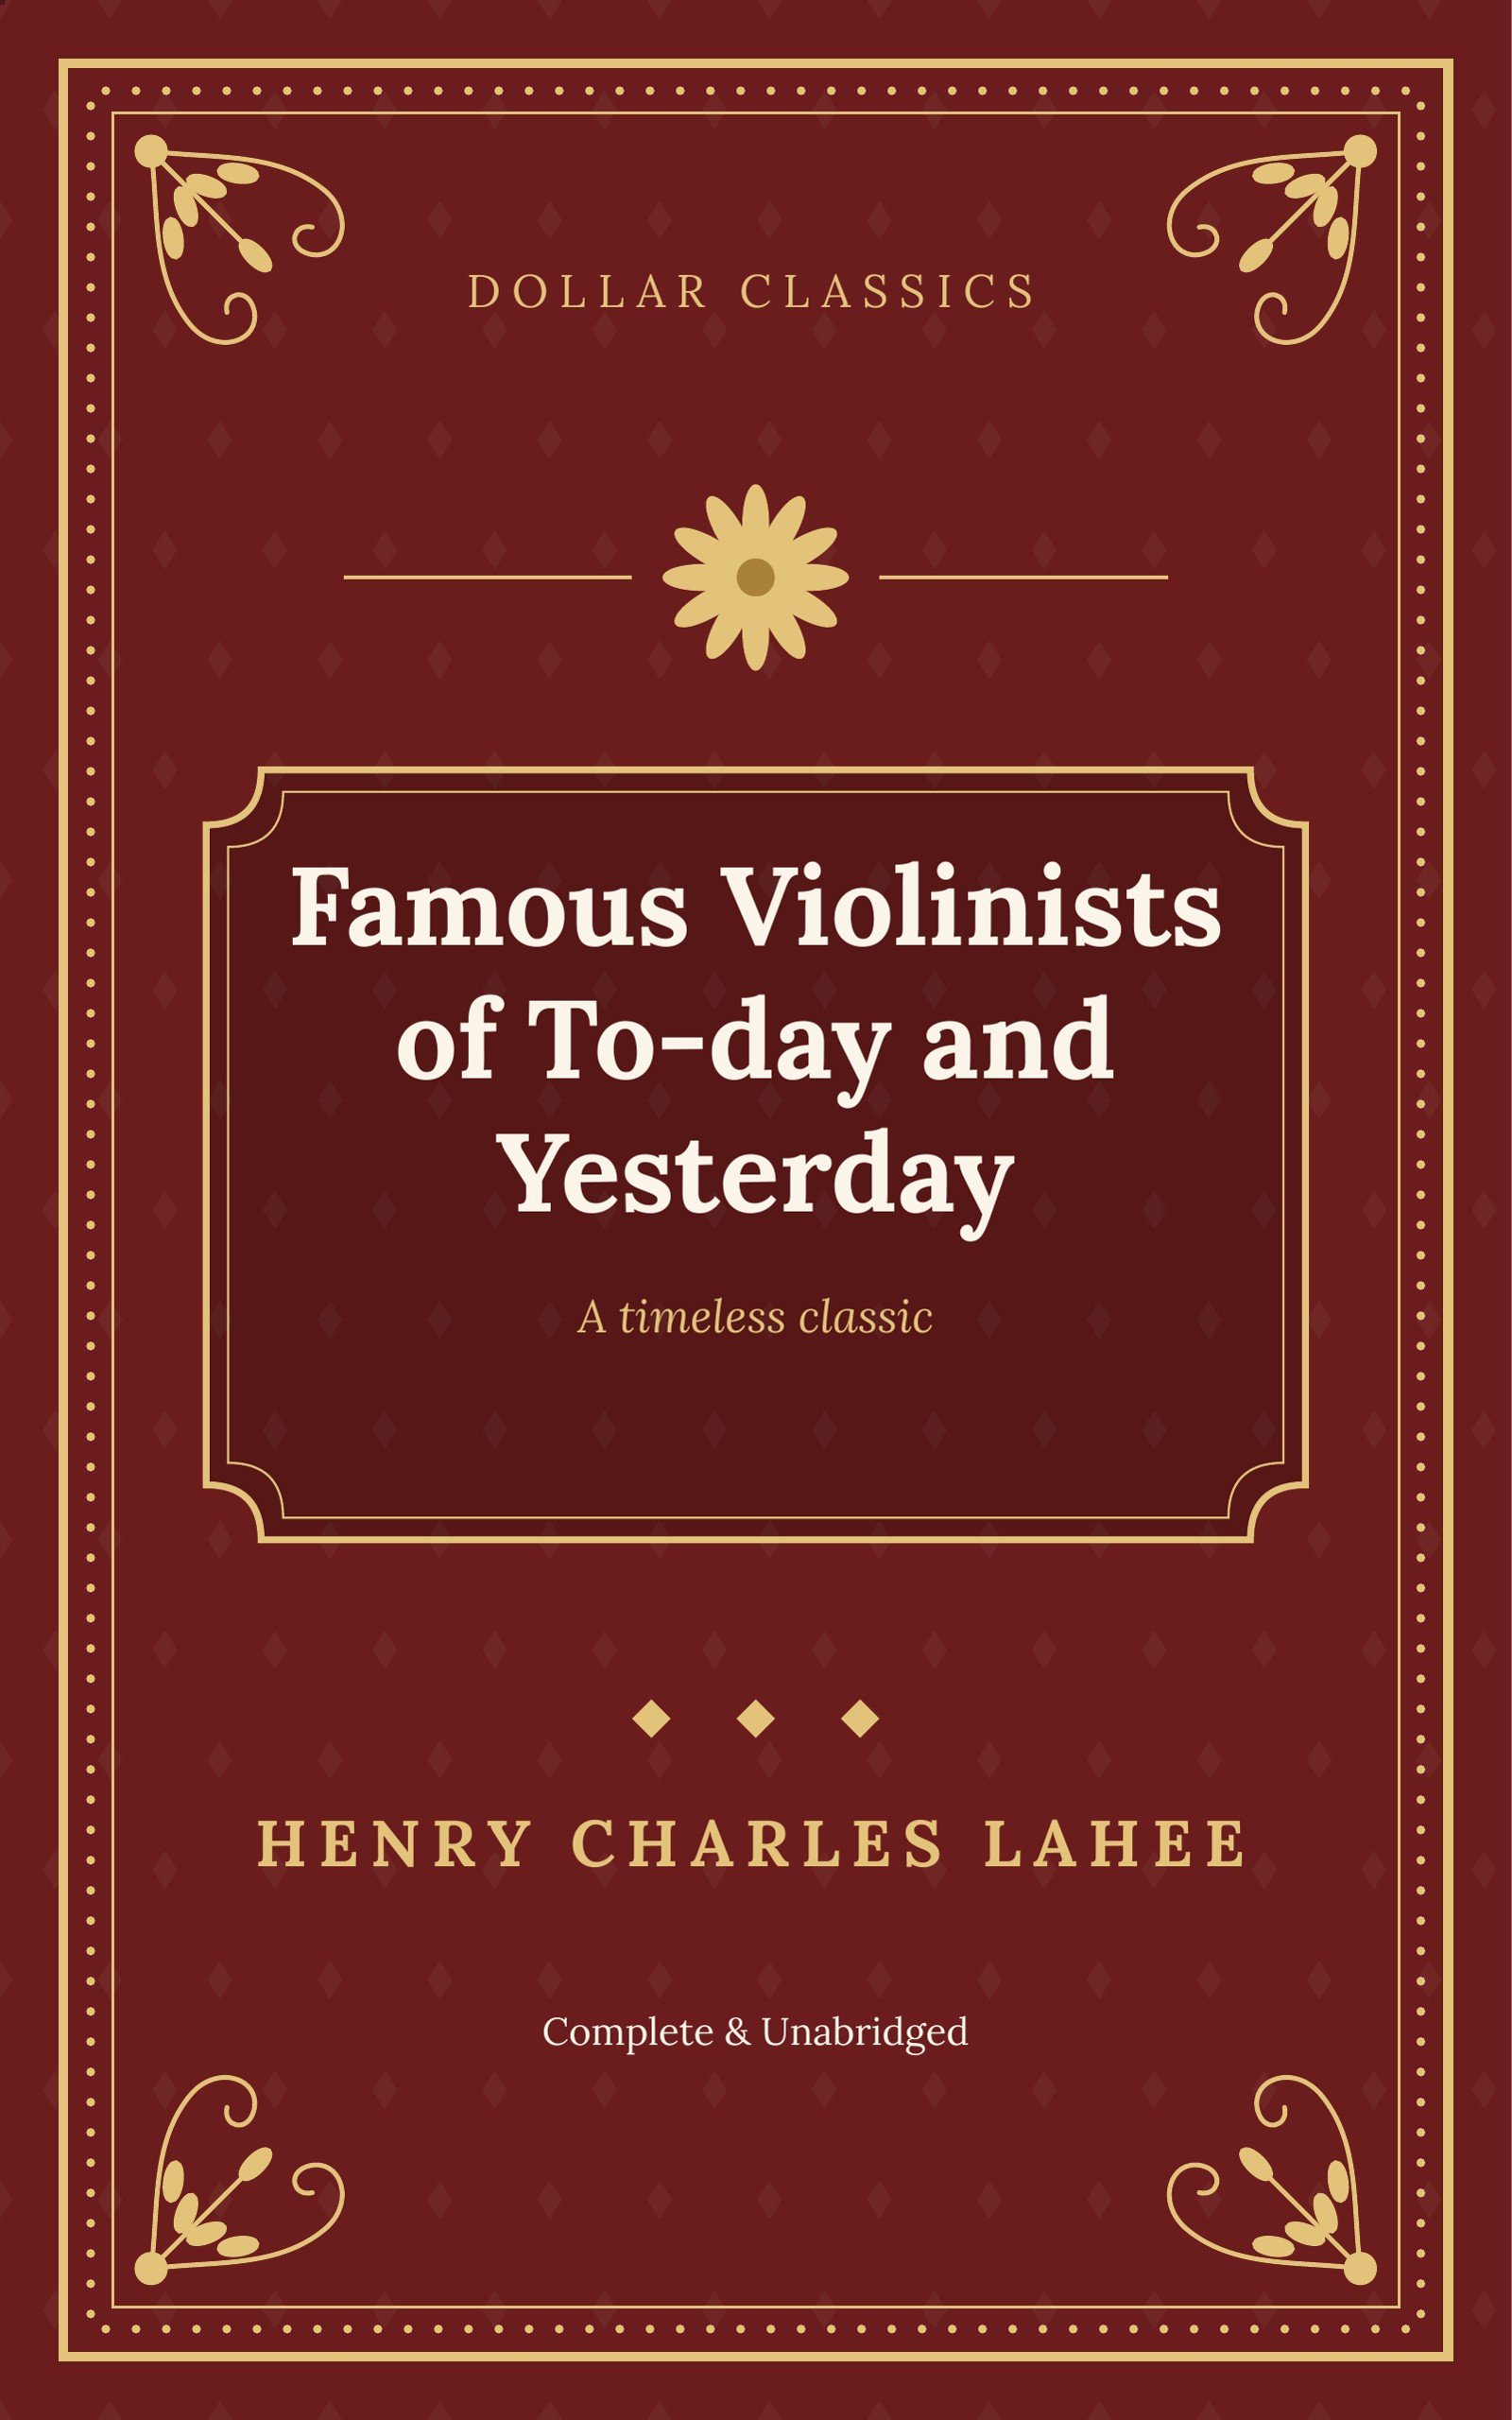 DOLLAR CLASSICS
Famous Violinists
of To-day and
Yesterday
A timeless classic
HENRY CHARLES LAHEE
Complete & Unabridged